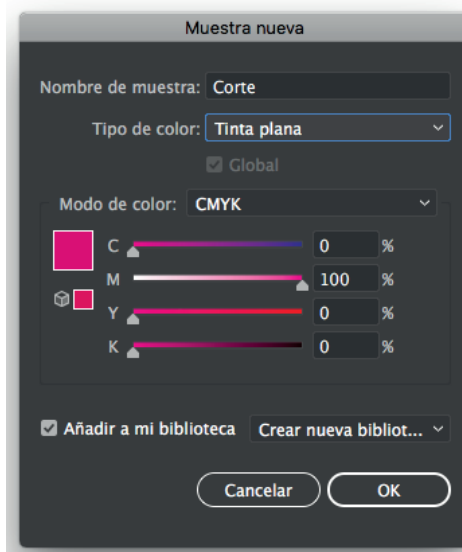 Muestra nueva
Nombre de muestra: Corte
Tipo de color: Tinta plana
Global
Modo de color: CMYK
C 0 %
M 100 %
Y 0 %
K 0 %
Añadir a mi biblioteca Crear nueva bibliot...
Cancelar OK